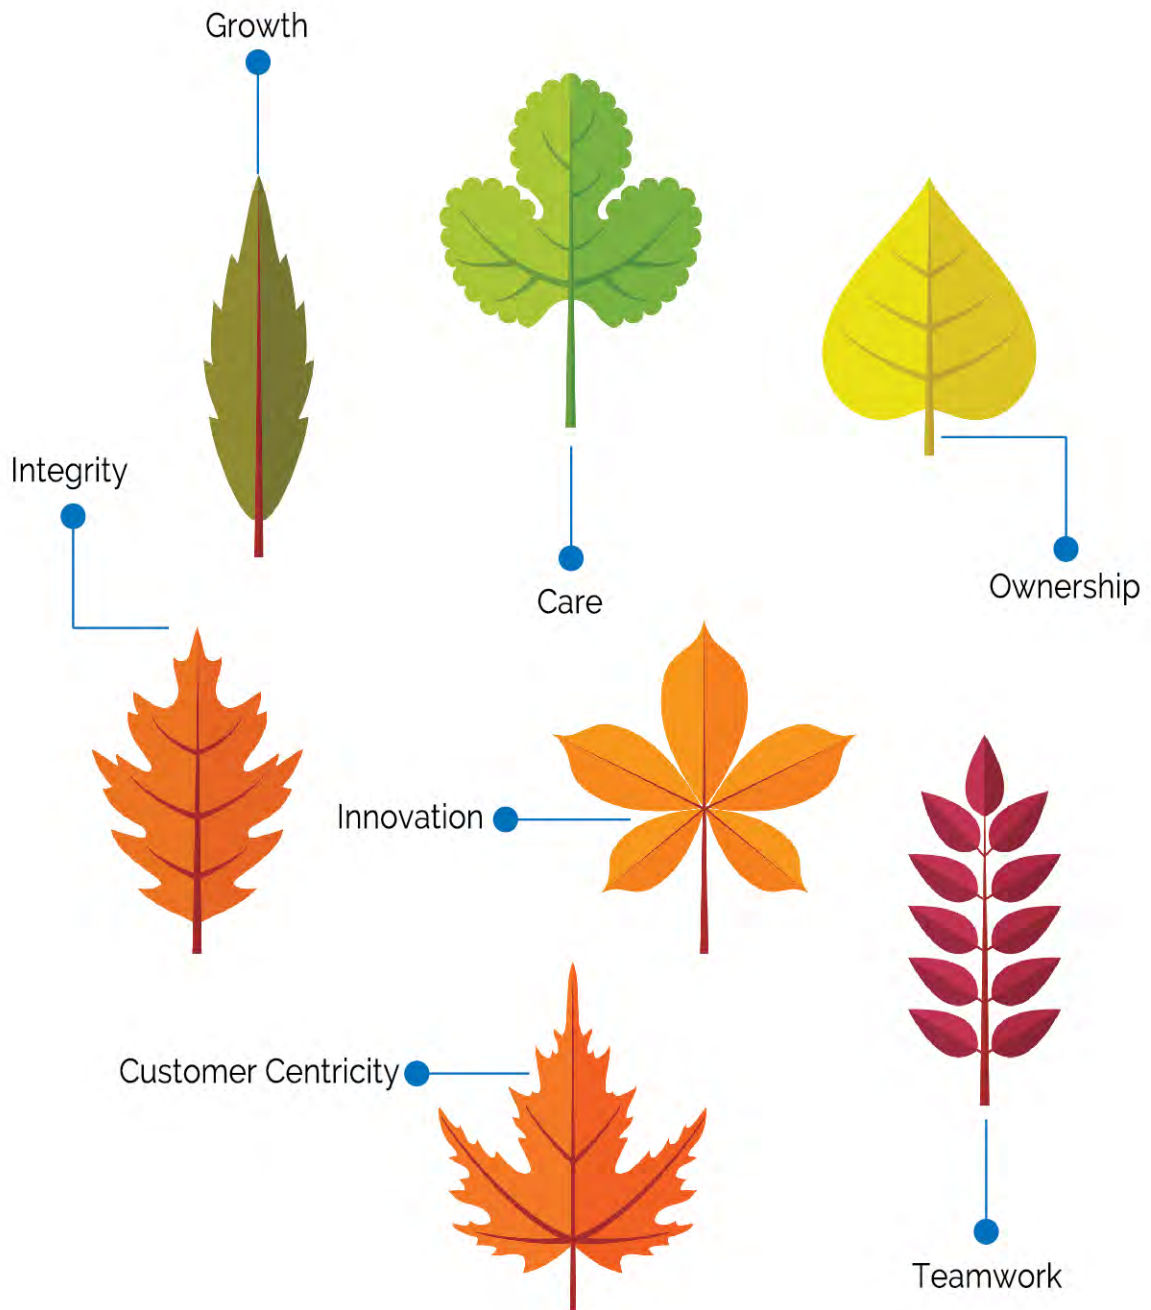 Growth
Integrity
Care
Ownership
Innovation
Customer Centricity
Teamwork